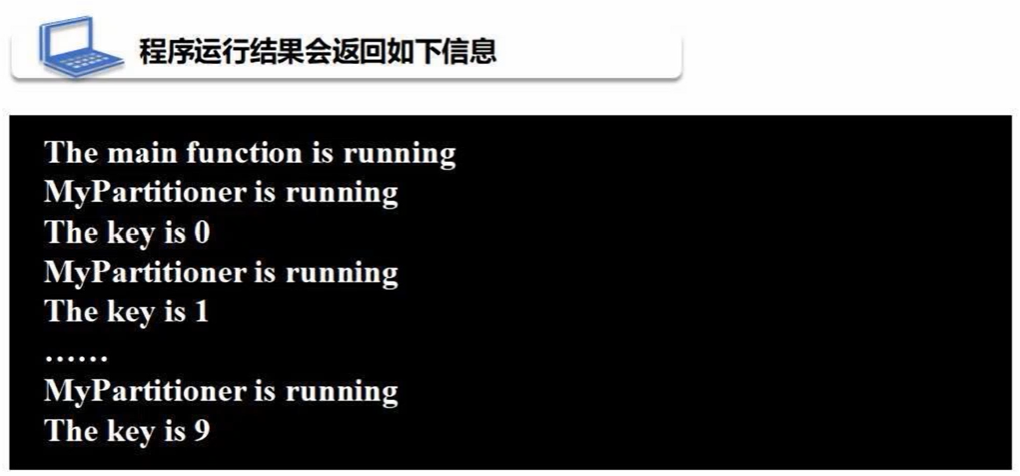 程序运行结果会返回如下信息
The main function is running
MyPartitioner is running
The key is 0
MyPartitioner is running
The key is 1
……
MyPartitioner is running
The key is 9